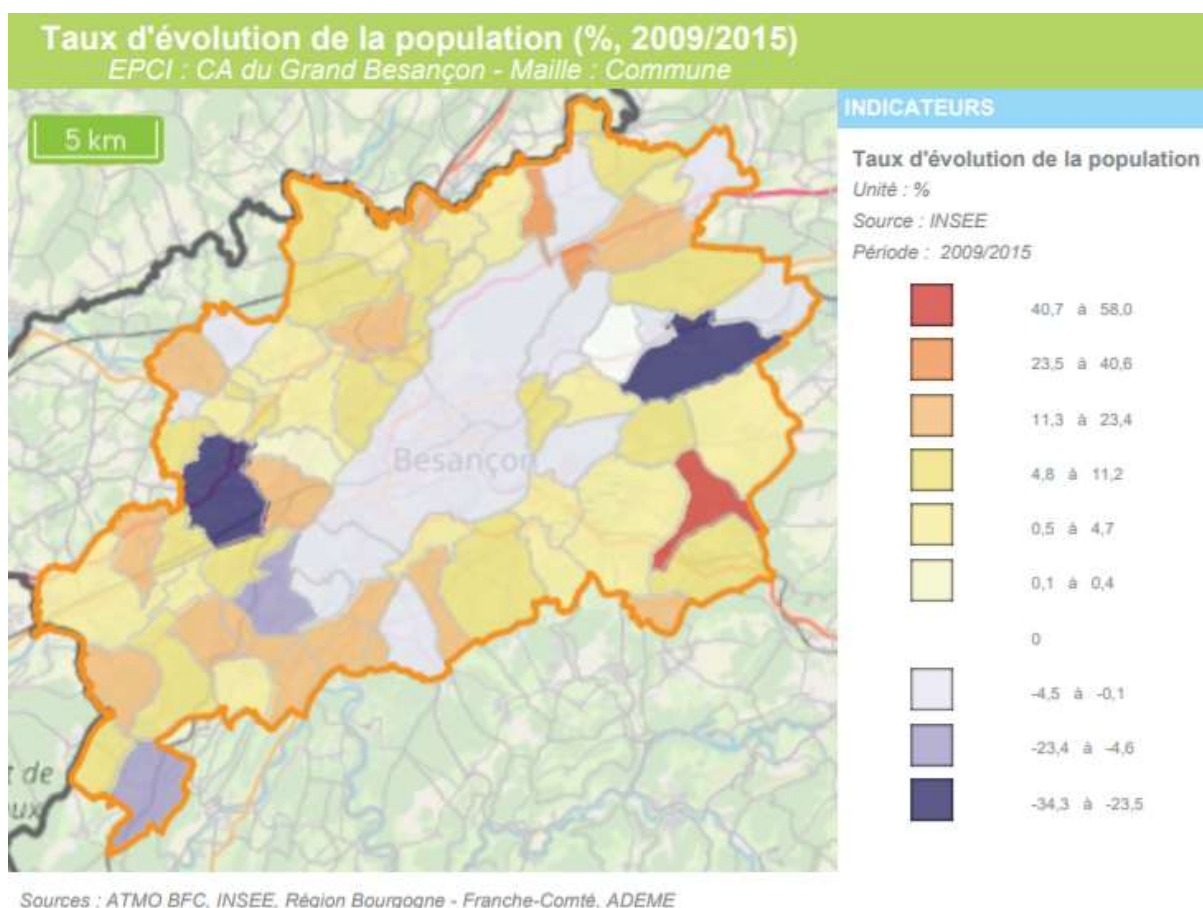 Taux d'évolution de la population (%, 2009/2015)
EPCI : CA du Grand Besançon - Maille : Commune
5 km
Besançon
t de
ux
INDICATEURS
Taux d'évolution de la population
Unité : %
Source : INSEE
Période : 2009/2015
40,7 à 58,0
23,5 à 40,6
11,3 à 23,4
4,8 à 11,2
0,5 à 4,7
0,1 à 0,4
0
-4,5 à -0,1
-23,4 à -4,6
-34,3 à -23,5
Sources : ATMO BFC, INSEE, Région Bourgogne - Franche-Comté, ADEME